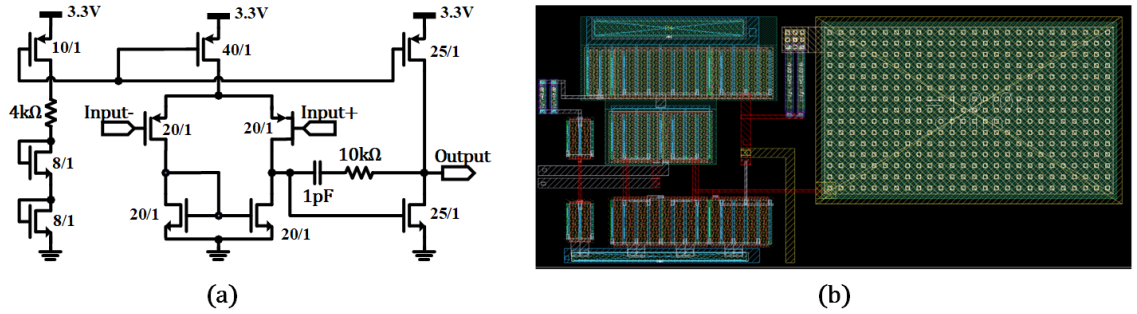 3.3V 3.3V 3.3V
10/1 40/1 25/1
4kΩ
Input- Input+
20/1 20/1
8/1 10kΩ Output
1pF
20/1 25/1
8/1 20/1
(a) (b)